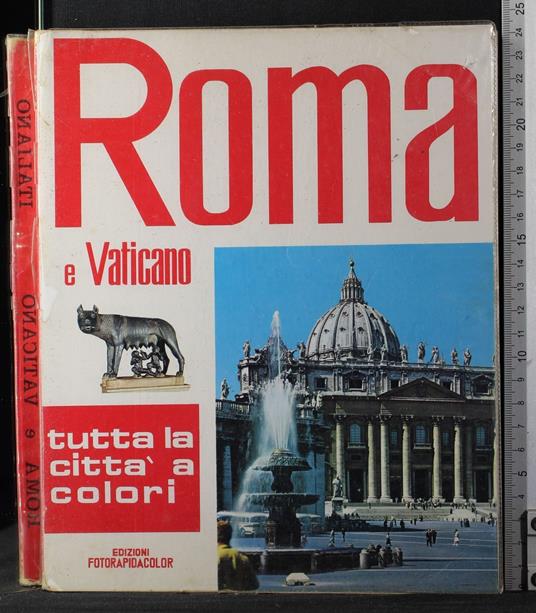 Roma
e Vaticano
tutta la
citta' a
colori
EDIZIONI
FOTORAPIDACOLOR
ROMA e VATICANO ITALIANO